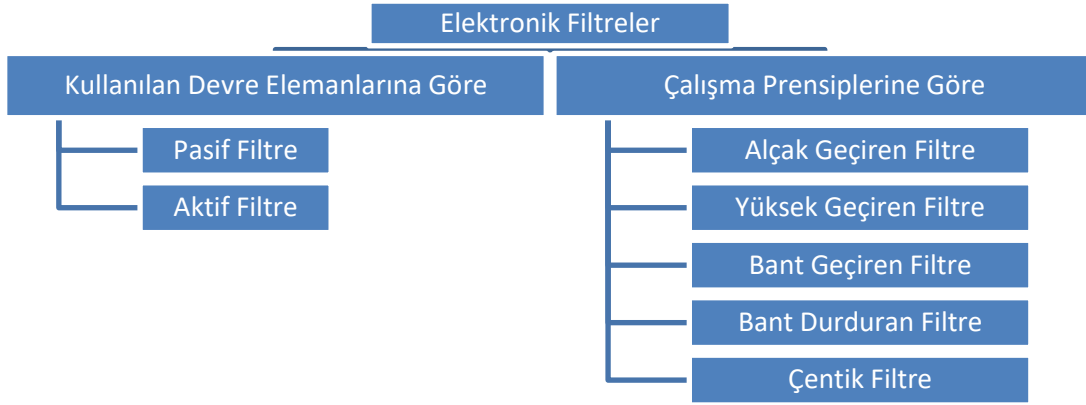 Elektronik Filtreler
Kullanılan Devre Elemanlarına Göre
Pasif Filtre
Aktif Filtre
Çalışma Prensiplerine Göre
Alçak Geçiren Filtre
Yüksek Geçiren Filtre
Bant Geçiren Filtre
Bant Durduran Filtre
Çentik Filtre